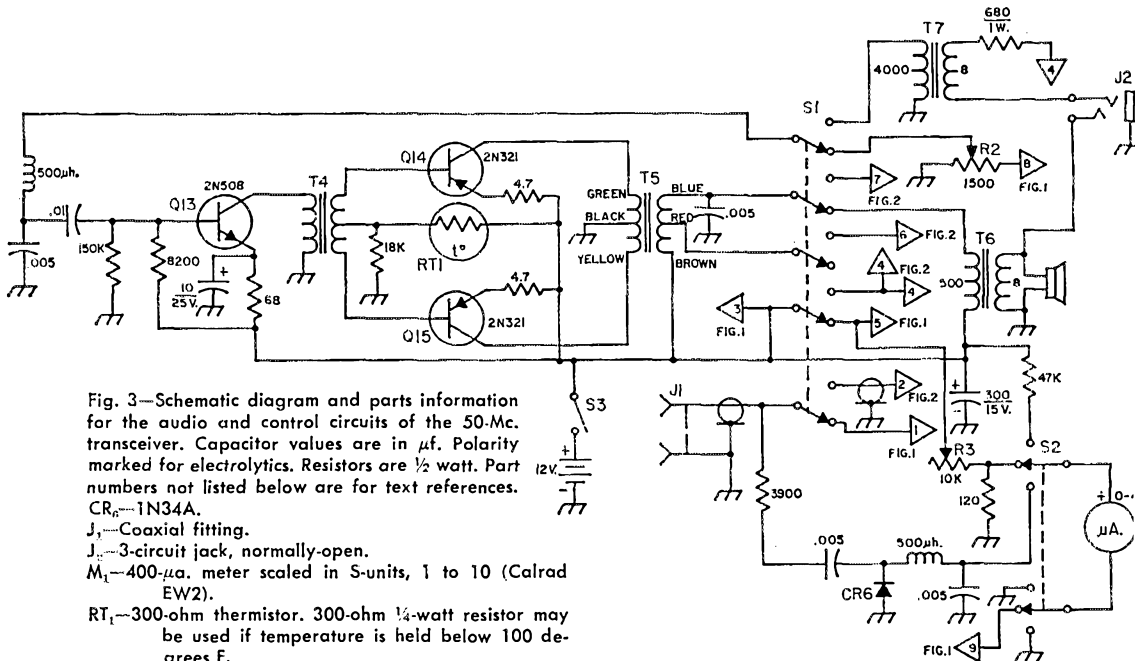 680
1W.
T7
4000
8
4
J2
S1
500µh.
Q14
2N321
4.7
R2
8
1500
FIG.1
7
FIG.2
2N508
Q13
T4
GREEN
T5
BLUE
.01
BLACK
RED
.005
6
FIG.2
T6
18K
t°
RT1
YELLOW
BROWN
4
FIG.2
4
500
8
.005
150K
8200
10
25V.
68
4.7
3
FIG.1
5
FIG.1
Q15
2N321
+
300
15V.
47K
J1
2
FIG.2
S3
1
FIG.1
R3
10K
S2
12V.
+
-
3900
120
+
µA.
.005
500µh.
CR6
.005
FIG.1
9
Fig. 3—Schematic diagram and parts information
for the audio and control circuits of the 50-Mc.
transceiver. Capacitor values are in µf. Polarity
marked for electrolytics. Resistors are ½ watt. Part
numbers not listed below are for text references.
CR₆—1N34A.
J₁—Coaxial fitting.
J₂—3-circuit jack, normally-open.
M₁—400-µa. meter scaled in S-units, 1 to 10 (Calrad
EW2).
RT₁—300-ohm thermistor. 300-ohm ¼-watt resistor may
be used if temperature is held below 100 de-
grees F.